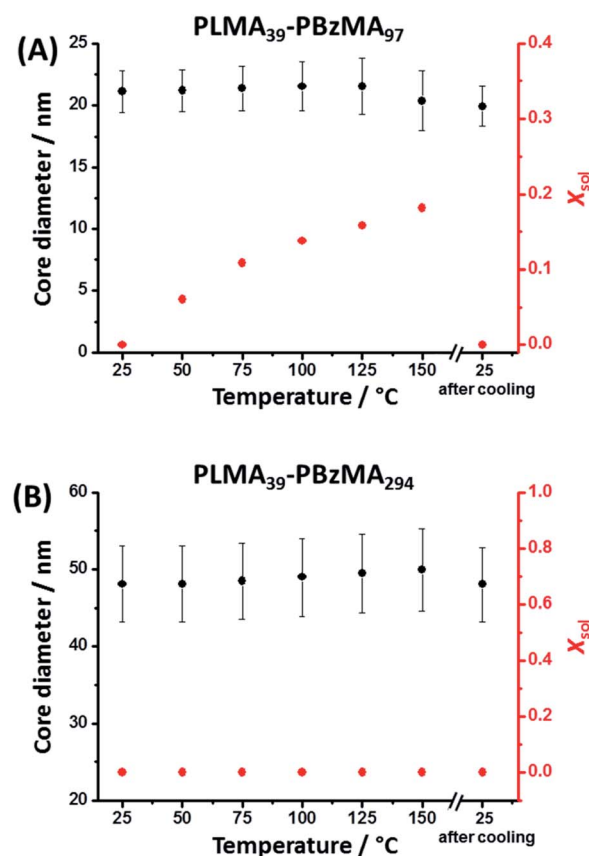 (A)
PLMA₃₉-PBzMA₉₇
Core diameter / nm
25
20
15
10
5
0
0.4
0.3
0.2
0.1
0.0
X_sol
25 50 75 100 125 150 25
after cooling
Temperature / °C
(B)
PLMA₃₉-PBzMA₂₉₄
Core diameter / nm
60
50
40
30
20
1.0
0.8
0.6
0.4
0.2
0.0
X_sol
25 50 75 100 125 150 25
after cooling
Temperature / °C